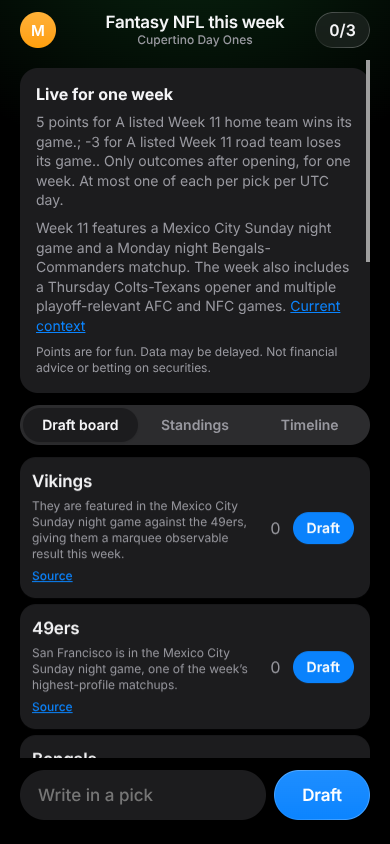 M
Fantasy NFL this week
Cupertino Day Ones
0/3
Live for one week
5 points for A listed Week 11 home team wins its
game.; -3 for A listed Week 11 road team loses
its game.. Only outcomes after opening, for one
week. At most one of each per pick per UTC
day.
Week 11 features a Mexico City Sunday night
game and a Monday night Bengals-
Commanders matchup. The week also includes
a Thursday Colts-Texans opener and multiple
playoff-relevant AFC and NFC games. Current
context
Points are for fun. Data may be delayed. Not financial
advice or betting on securities.
Draft board
Standings
Timeline
Vikings
They are featured in the Mexico City
Sunday night game against the 49ers,
giving them a marquee observable
result this week.
Source
0
Draft
49ers
San Francisco is in the Mexico City
Sunday night game, one of the week's
highest-profile matchups.
Source
0
Draft
Bengals
Write in a pick
Draft